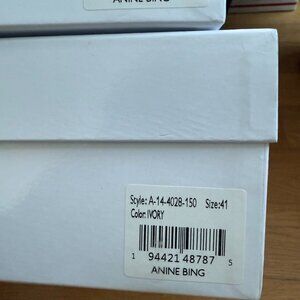 ANINE BING
Style: A-14-4028-150 Size:41
Color: IVORY
1 94421 48787 5
ANINE BING